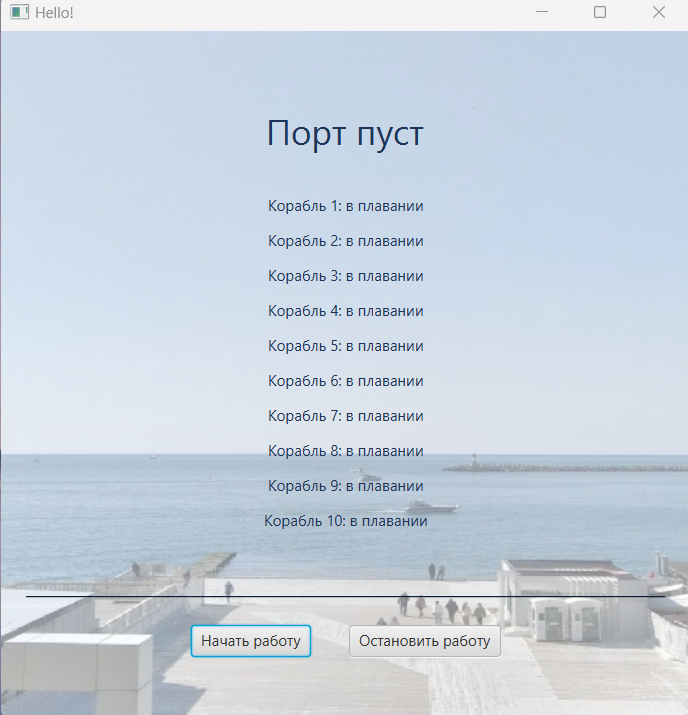 Hello!
Порт пуст
Корабль 1: в плавании
Корабль 2: в плавании
Корабль 3: в плавании
Корабль 4: в плавании
Корабль 5: в плавании
Корабль 6: в плавании
Корабль 7: в плавании
Корабль 8: в плавании
Корабль 9: в плавании
Корабль 10: в плавании
Начать работу Остановить работу